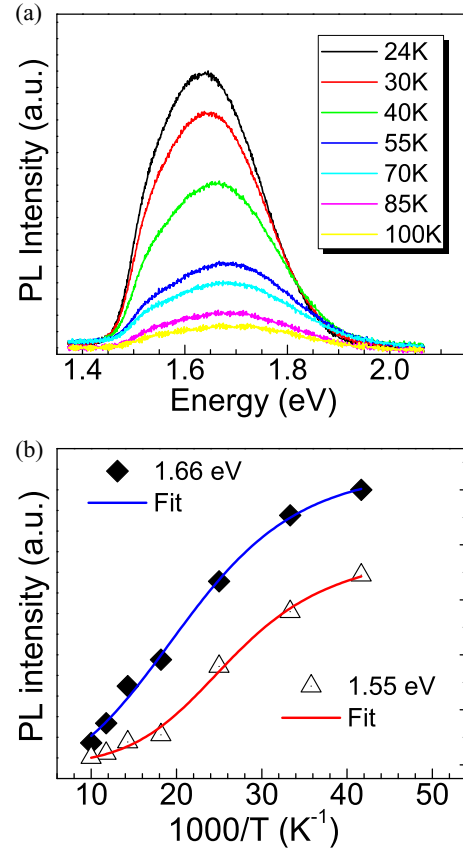 (a)
PL Intensity (a.u.)
24K
30K
40K
55K
70K
85K
100K
1.4 1.6 1.8 2.0
Energy (eV)
(b)
PL intensity (a.u.)
1.66 eV
Fit
1.55 eV
Fit
10 20 30 40 50
1000/T (K⁻¹)